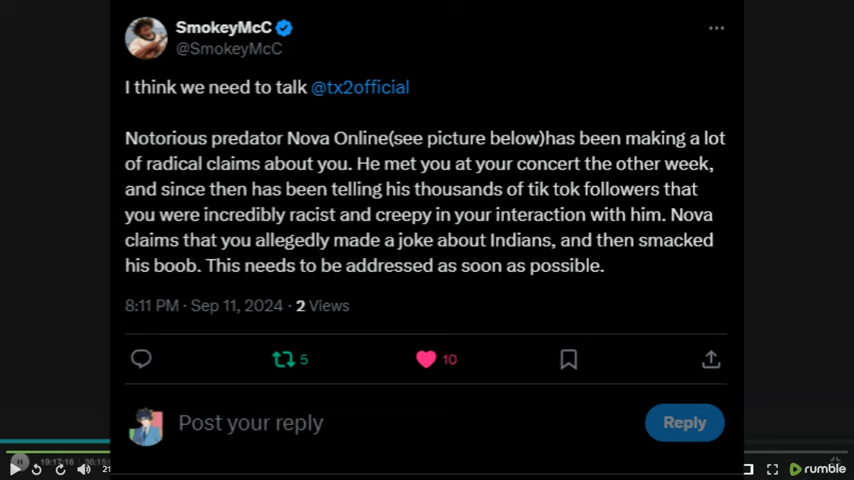 SmokeyMcC
@SmokeyMcC
I think we need to talk @tx2official
Notorious predator Nova Online(see picture below)has been making a lot
of radical claims about you. He met you at your concert the other week,
and since then has been telling his thousands of tik tok followers that
you were incredibly racist and creepy in your interaction with him. Nova
claims that you allegedly made a joke about Indians, and then smacked
his boob. This needs to be addressed as soon as possible.
8:11 PM · Sep 11, 2024 · 2 Views
5 10
Post your reply Reply
rumble